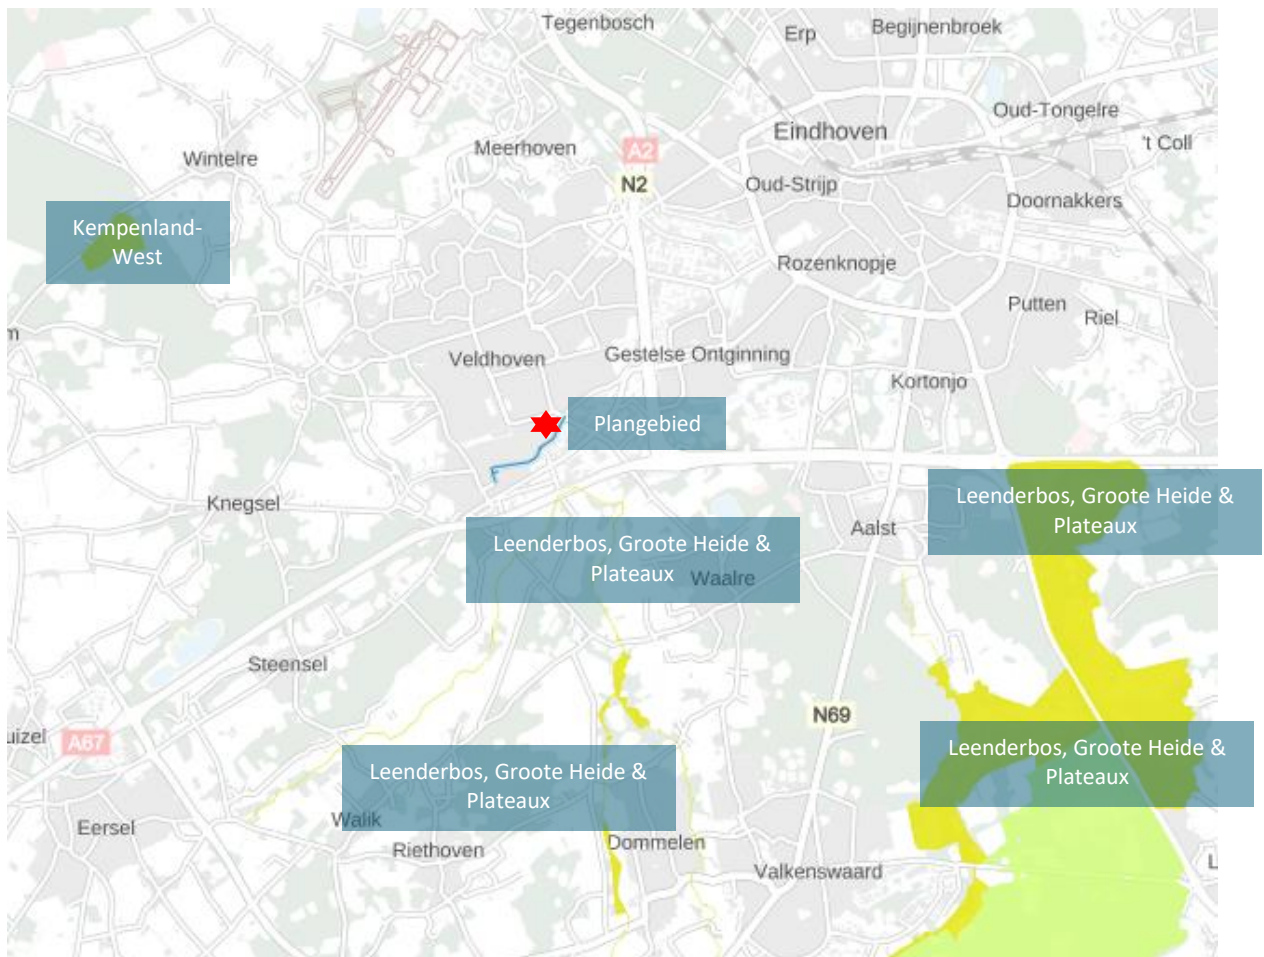 Tegenbosch
Erp
Begijnenbroek
Oud-Tongelre
Eindhoven
't Coll
Meerhoven
A2
Wintelre
N2
Oud-Strijp
Doornakkers
Kempenland-
West
Rozenknopje
Putten
Riel
m
Veldhoven
Gestelse Ontginning
Kortonjo
Plangebied
Knegsel
Leenderbos, Groote Heide &
Plateaux
Aalst
Leenderbos, Groote Heide &
Plateaux
Waalre
Steensel
N69
uizel
A67
Leenderbos, Groote Heide &
Plateaux
Leenderbos, Groote Heide &
Plateaux
Eersel
Walik
Riethoven
Dommelen
Valkenswaard
L